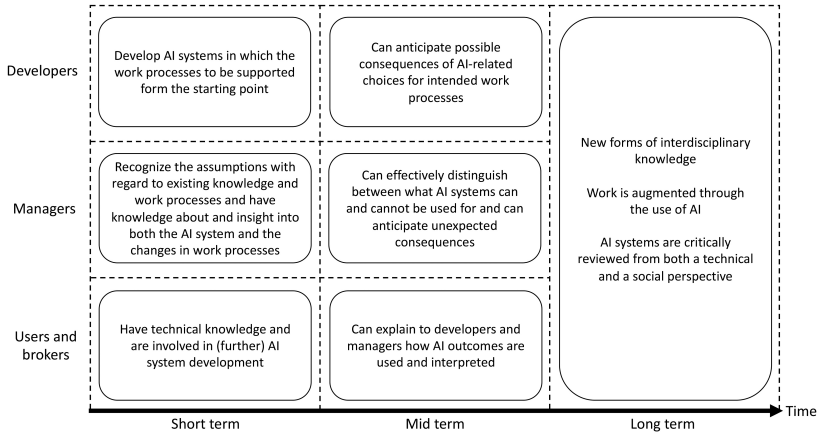 Developers
Develop AI systems in which the
work processes to be supported
form the starting point
Can anticipate possible
consequences of AI-related
choices for intended work
processes
Managers
Recognize the assumptions with
regard to existing knowledge and
work processes and have
knowledge about and insight into
both the AI system and the
changes in work processes
Can effectively distinguish
between what AI systems can
and cannot be used for and can
anticipate unexpected
consequences
Users and
brokers
Have technical knowledge and
are involved in (further) AI
system development
Can explain to developers and
managers how AI outcomes are
used and interpreted
New forms of interdisciplinary
knowledge
Work is augmented through
the use of AI
AI systems are critically
reviewed from both a technical
and a social perspective
Time
Short term
Mid term
Long term